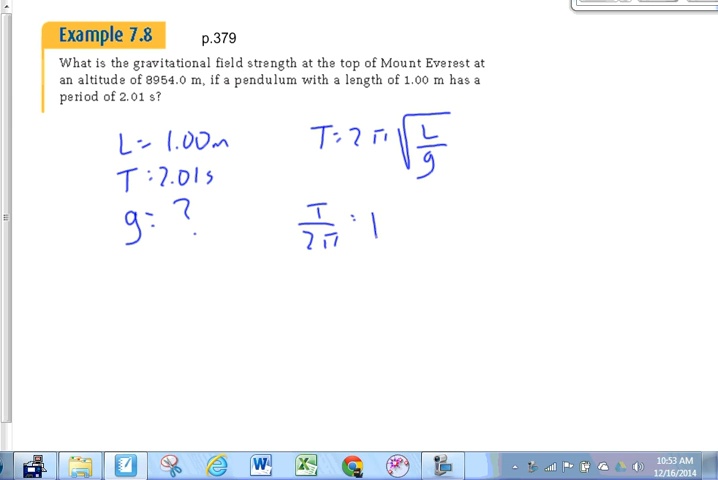 Example 7.8
p.379
What is the gravitational field strength at the top of Mount Everest at
an altitude of 8954.0 m, if a pendulum with a length of 1.00 m has a
period of 2.01 s?
L = 1.00m
T = 2π √(L/g)
T = 2.01s
g = ?
T/2π = 1
10:53 AM
12/16/2014